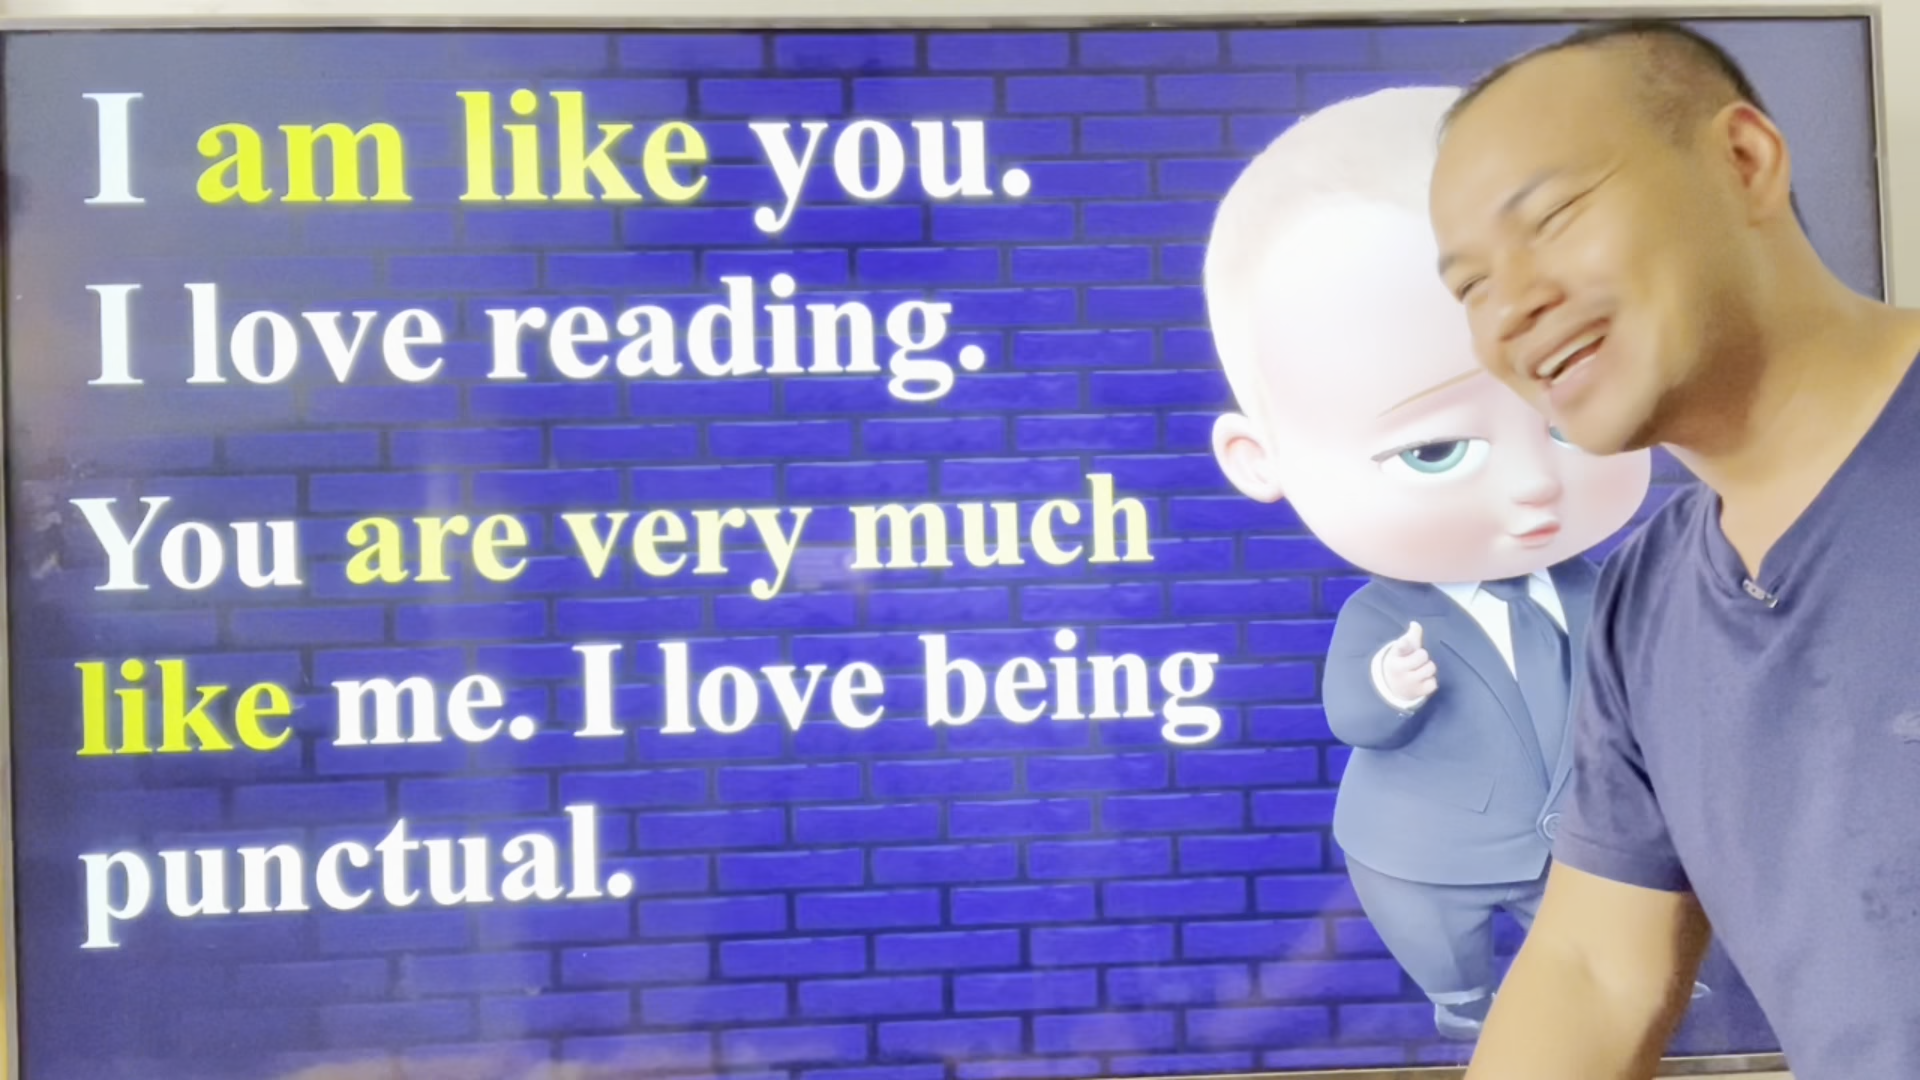 I am like you.
I love reading.
You are very much
like me. I love being
punctual.